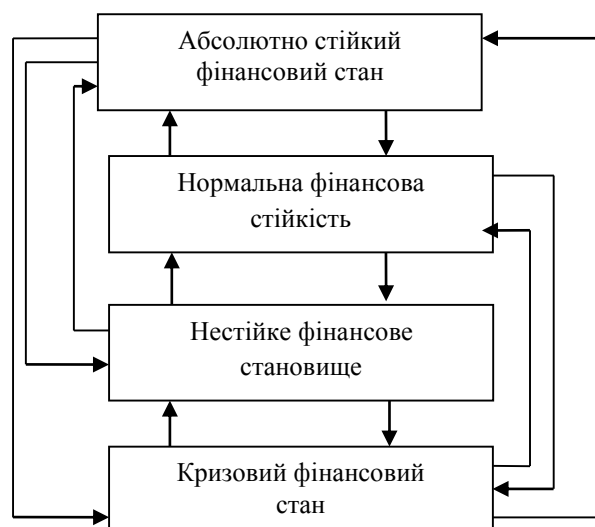 Абсолютно стійкий
фінансовий стан
Нормальна фінансова
стійкість
Нестійке фінансове
становище
Кризовий фінансовий
стан